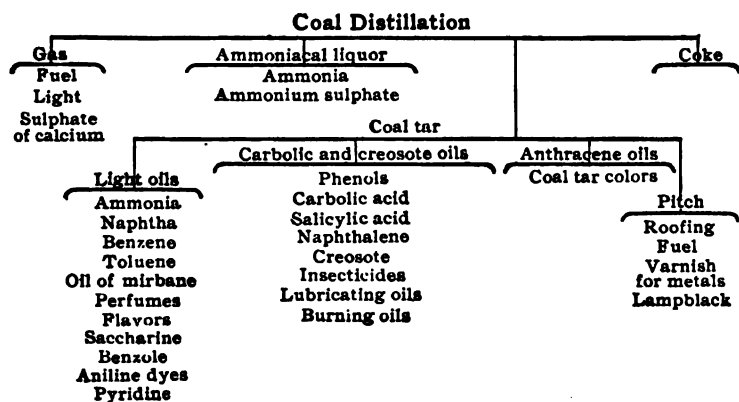 Coal Distillation
Gas
Fuel
Light
Sulphate
of calcium
Ammoniacal liquor
Ammonia
Ammonium sulphate
Coke
Coal tar
Light oils
Ammonia
Naphtha
Benzene
Toluene
Oil of mirbane
Perfumes
Flavors
Saccharine
Benzole
Aniline dyes
Pyridine
Carbolic and creosote oils
Phenols
Carbolic acid
Salicylic acid
Naphthalene
Creosote
Insecticides
Lubricating oils
Burning oils
Anthracene oils
Coal tar colors
Pitch
Roofing
Fuel
Varnish
for metals
Lampblack